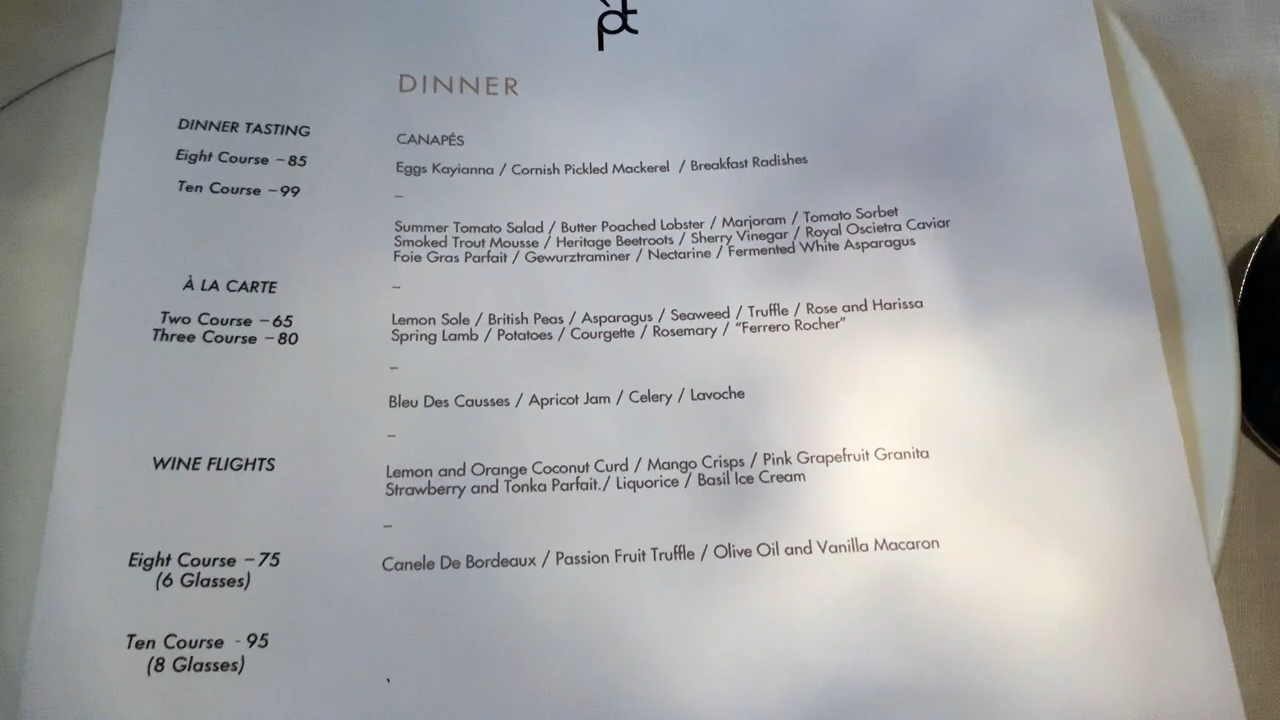 DINNER
DINNER TASTING
Eight Course – 85
Ten Course – 99
À LA CARTE
Two Course – 65
Three Course – 80
WINE FLIGHTS
Eight Course – 75
(6 Glasses)
Ten Course - 95
(8 Glasses)
CANAPÉS
Eggs Kayianna / Cornish Pickled Mackerel / Breakfast Radishes
–
Summer Tomato Salad / Butter Poached Lobster / Marjoram / Tomato Sorbet
Smoked Trout Mousse / Heritage Beetroots / Sherry Vinegar / Royal Oscietra Caviar
Foie Gras Parfait / Gewurztraminer / Nectarine / Fermented White Asparagus
–
Lemon Sole / British Peas / Asparagus / Seaweed / Truffle / Rose and Harissa
Spring Lamb / Potatoes / Courgette / Rosemary / “Ferrero Rocher”
–
Bleu Des Causses / Apricot Jam / Celery / Lavoche
–
Lemon and Orange Coconut Curd / Mango Crisps / Pink Grapefruit Granita
Strawberry and Tonka Parfait./ Liquorice / Basil Ice Cream
–
Canele De Bordeaux / Passion Fruit Truffle / Olive Oil and Vanilla Macaron